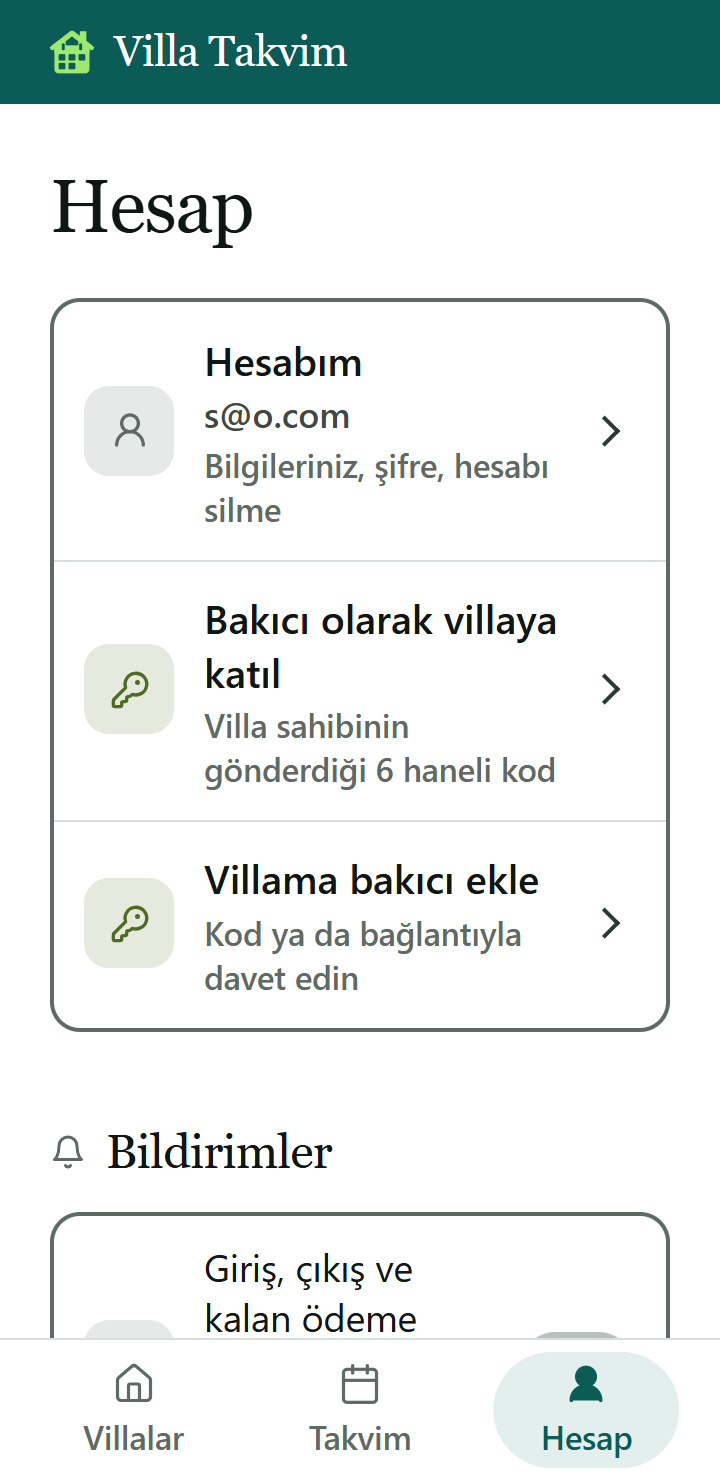 Villa Takvim
Hesap
Hesabım
s@o.com
Bilgileriniz, şifre, hesabı
silme
Bakıcı olarak villaya
katıl
Villa sahibinin
gönderdiği 6 haneli kod
Villama bakıcı ekle
Kod ya da bağlantıyla
davet edin
Bildirimler
Giriş, çıkış ve
kalan ödeme
Villalar
Takvim
Hesap